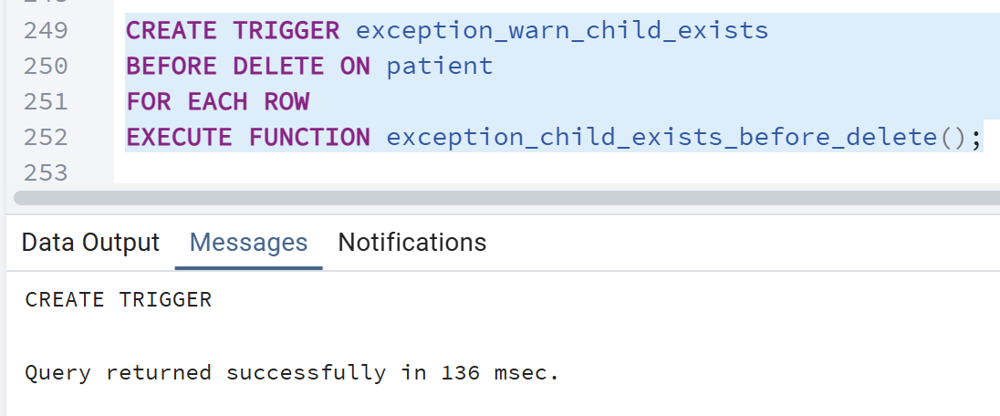 249 CREATE TRIGGER exception_warn_child_exists
250 BEFORE DELETE ON patient
251 FOR EACH ROW
252 EXECUTE FUNCTION exception_child_exists_before_delete();
253
Data Output Messages Notifications
CREATE TRIGGER
Query returned successfully in 136 msec.